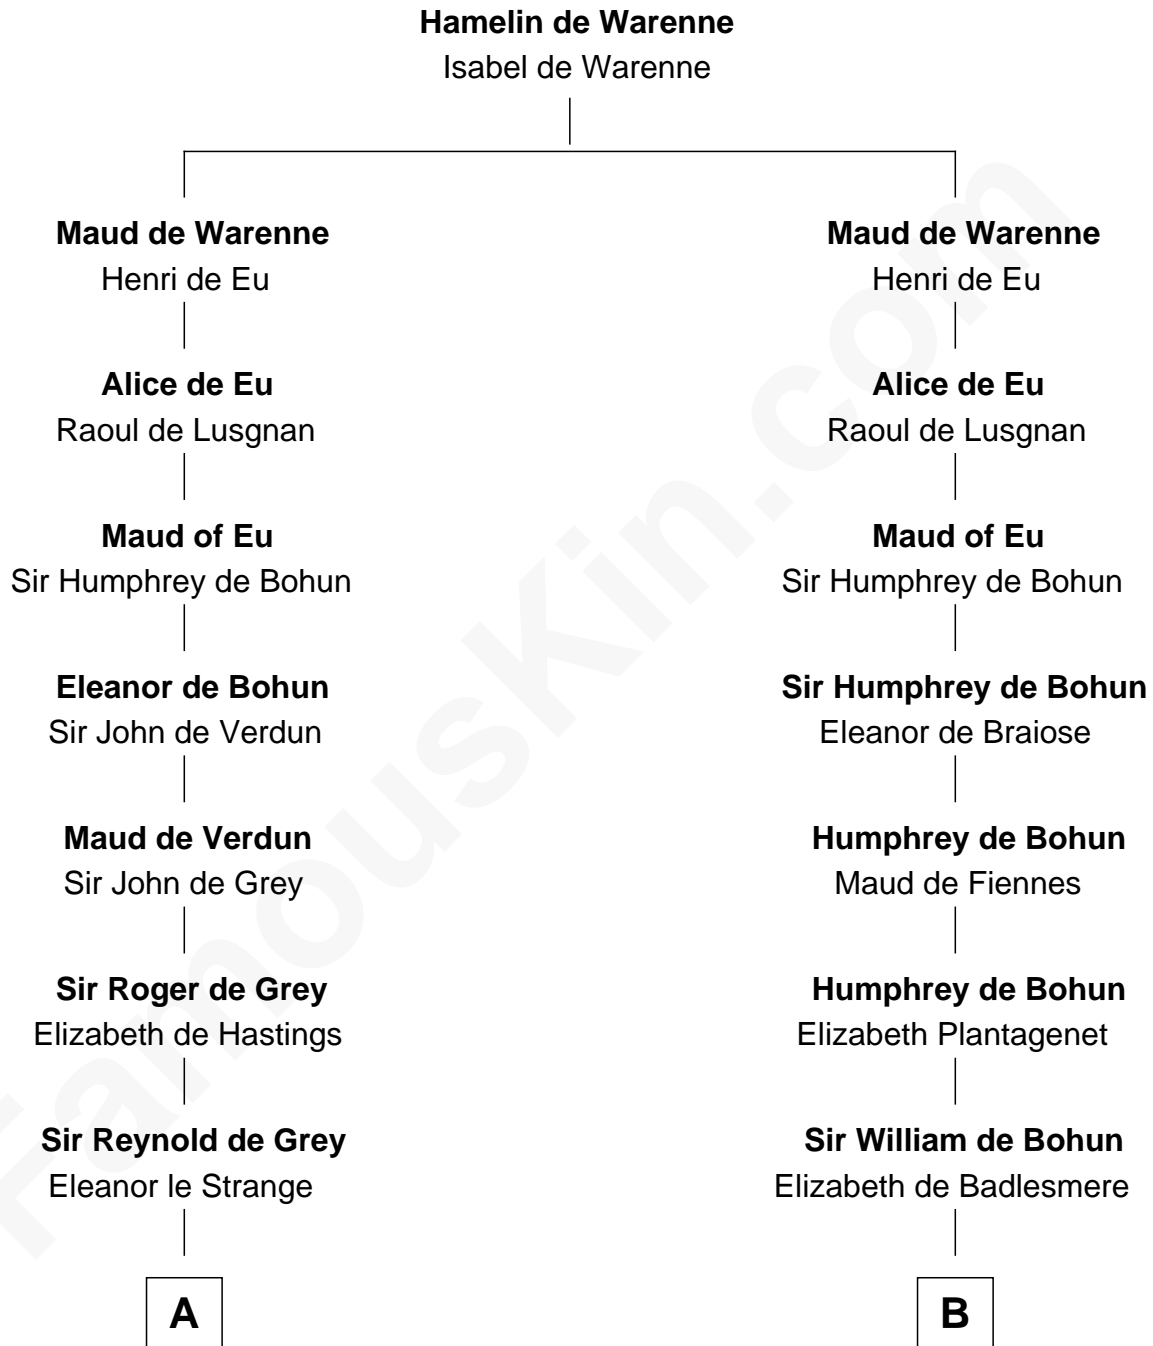 Hamelin de Warenne
Isabel de Warenne
Maud de Warenne
Henri de Eu
Alice de Eu
Raoul de Lusgnan
Maud of Eu
Sir Humphrey de Bohun
Eleanor de Bohun
Sir John de Verdun
Maud de Verdun
Sir John de Grey
Sir Roger de Grey
Elizabeth de Hastings
Sir Reynold de Grey
Eleanor le Strange
A
Maud de Warenne
Henri de Eu
Alice de Eu
Raoul de Lusgnan
Maud of Eu
Sir Humphrey de Bohun
Sir Humphrey de Bohun
Eleanor de Braiose
Humphrey de Bohun
Maud de Fiennes
Humphrey de Bohun
Elizabeth Plantagenet
Sir William de Bohun
Elizabeth de Badlesmere
B
FamousKin.com